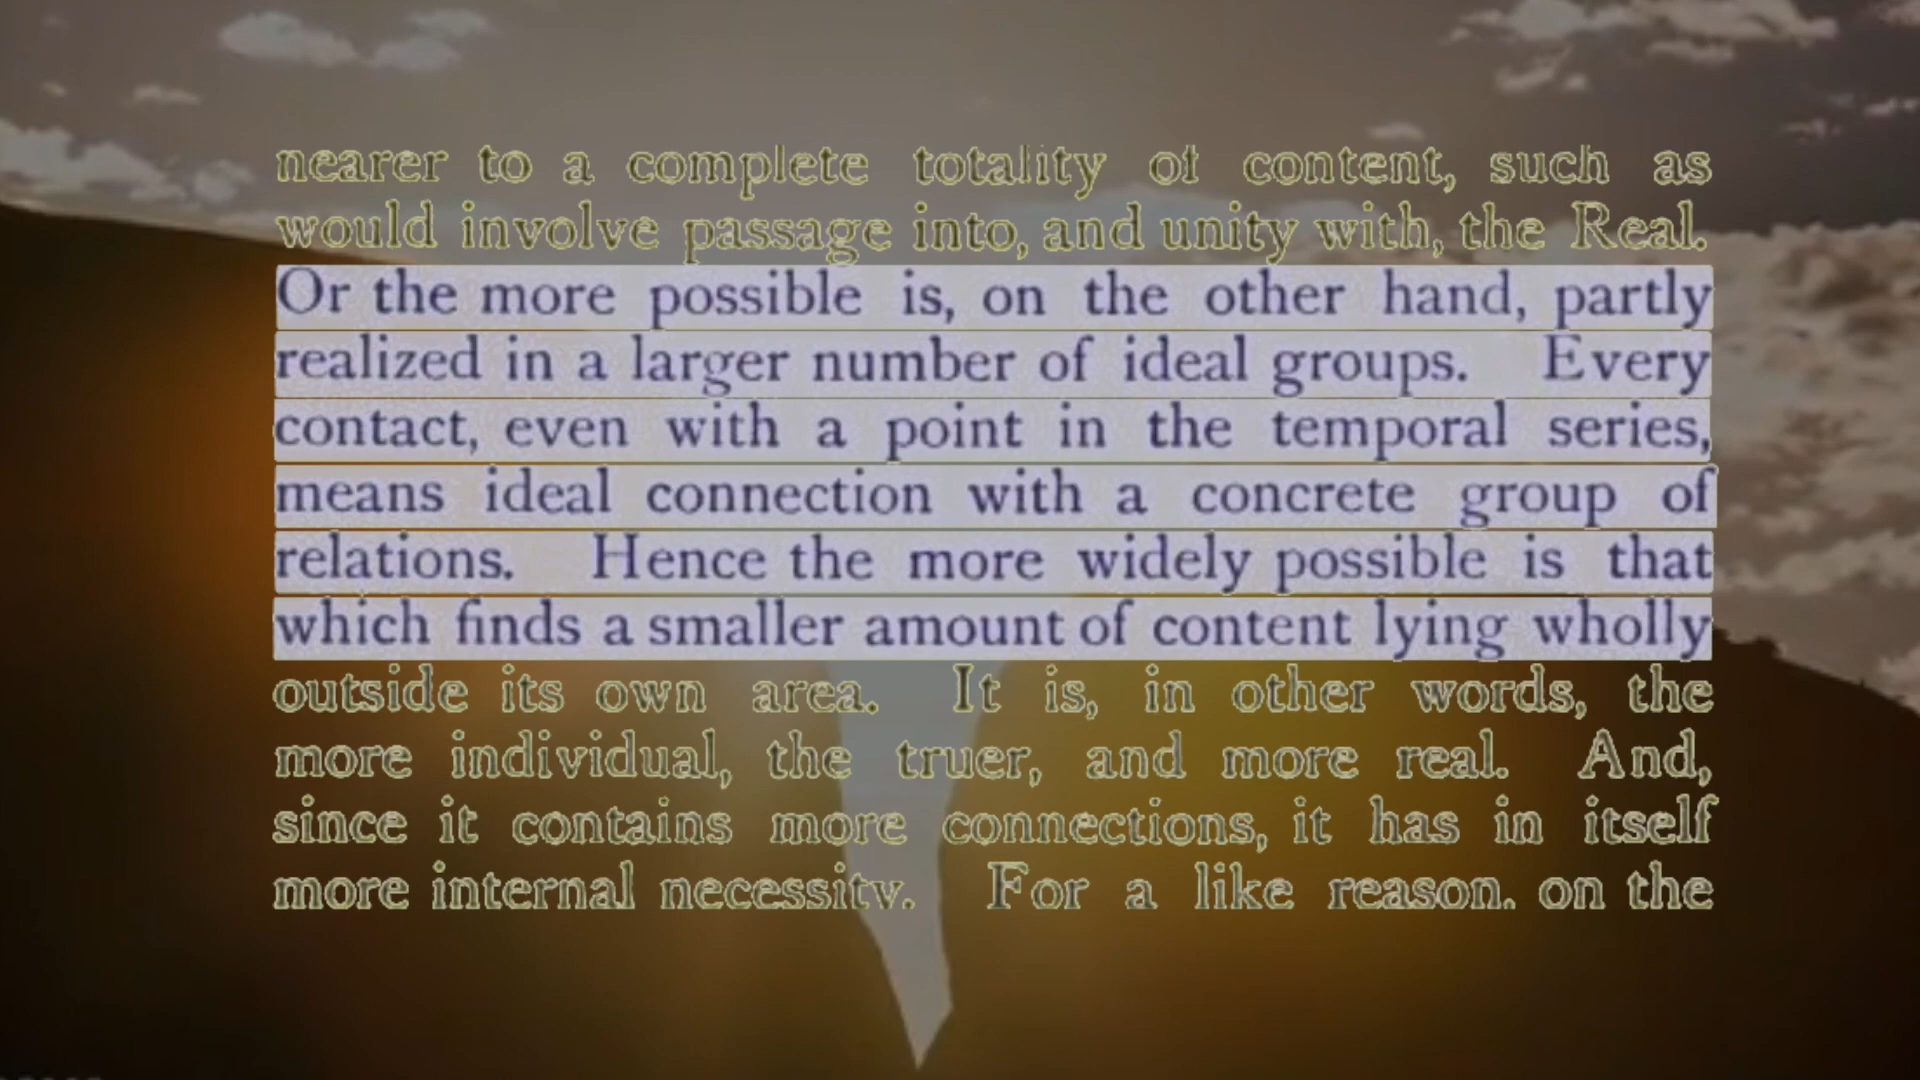 nearer to a complete totality of content, such as
would involve passage into, and unity with, the Real.
Or the more possible is, on the other hand, partly
realized in a larger number of ideal groups. Every
contact, even with a point in the temporal series,
means ideal connection with a concrete group of
relations. Hence the more widely possible is that
which finds a smaller amount of content lying wholly
outside its own area. It is, in other words, the
more individual, the truer, and more real. And,
since it contains more connections, it has in itself
more internal necessity. For a like reason, on the